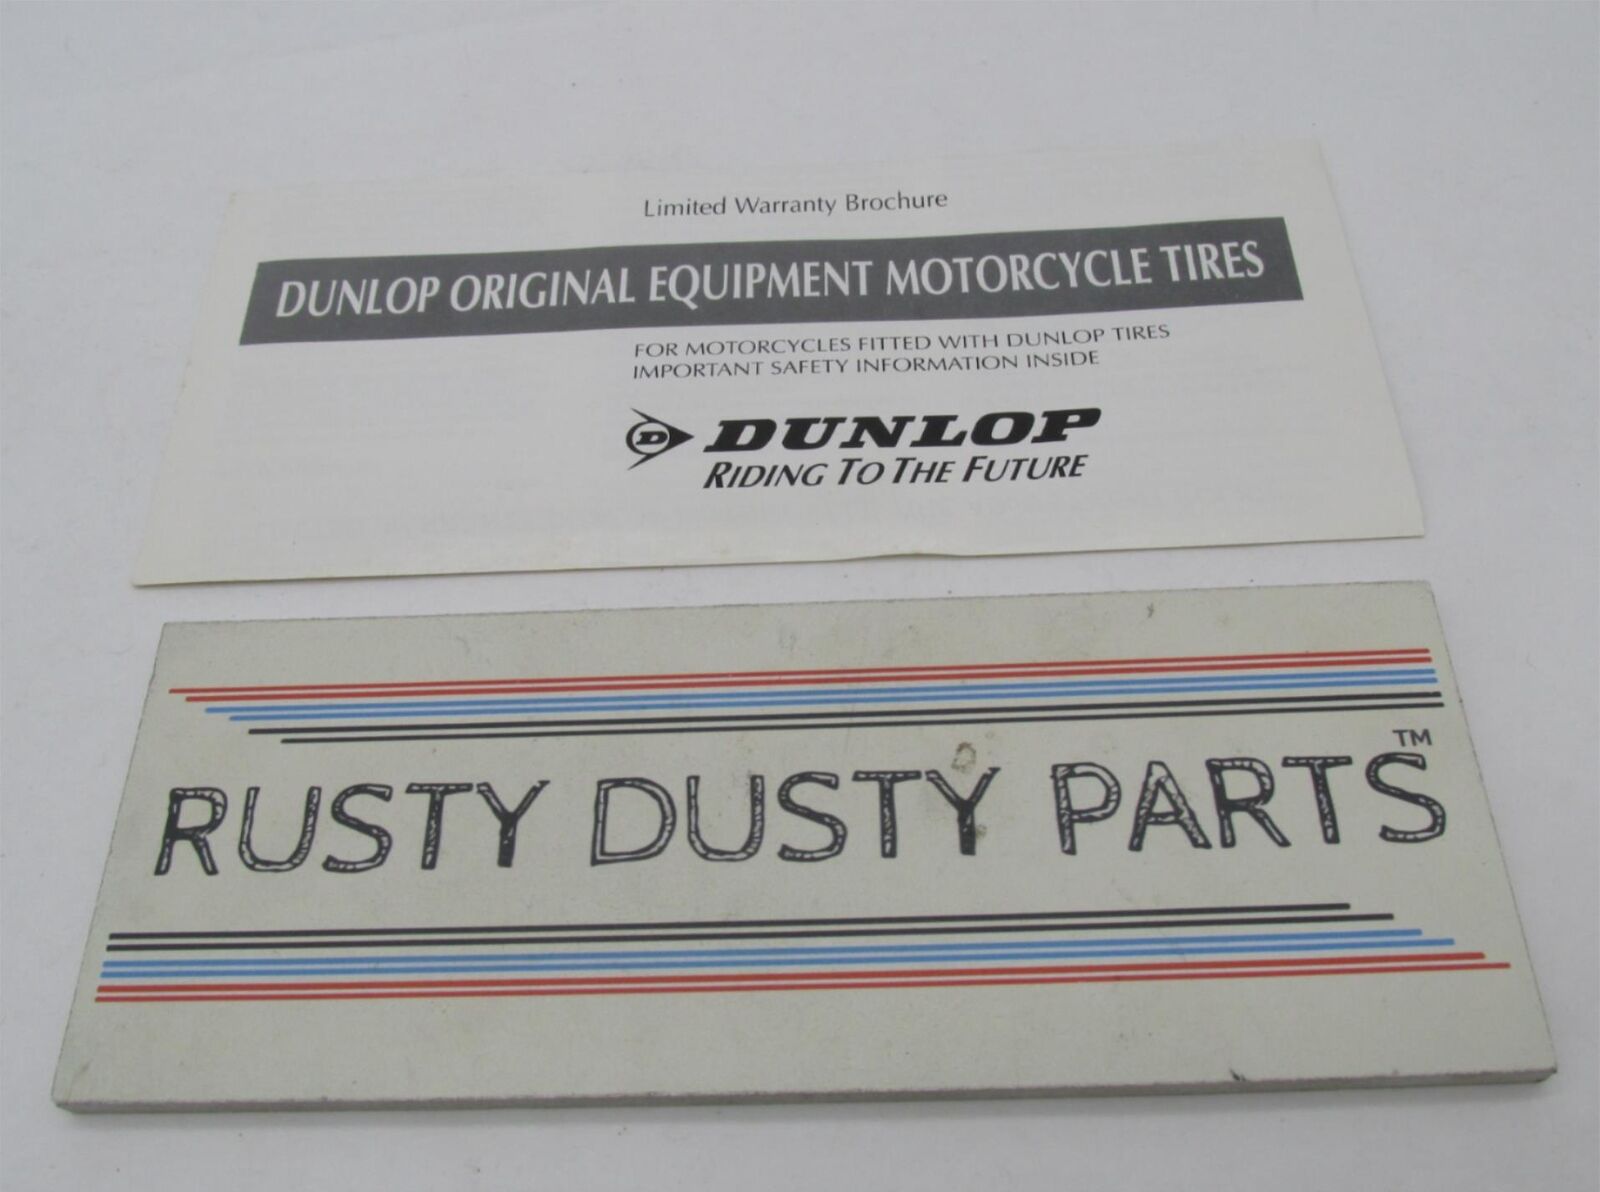 Limited Warranty Brochure
DUNLOP ORIGINAL EQUIPMENT MOTORCYCLE TIRES
FOR MOTORCYCLES FITTED WITH DUNLOP TIRES
IMPORTANT SAFETY INFORMATION INSIDE
D DUNLOP
RIDING TO THE FUTURE
RUSTY DUSTY PARTS™